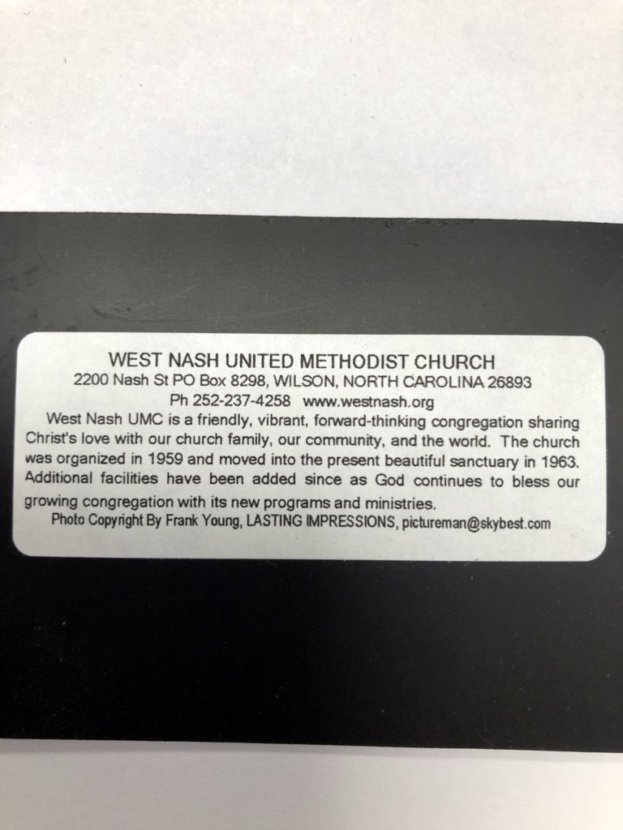 WEST NASH UNITED METHODIST CHURCH
2200 Nash St PO Box 8298, WILSON, NORTH CAROLINA 26893
Ph 252-237-4258 www.westnash.org
West Nash UMC is a friendly, vibrant, forward-thinking congregation sharing
Christ's love with our church family, our community, and the world. The church
was organized in 1959 and moved into the present beautiful sanctuary in 1963.
Additional facilities have been added since as God continues to bless our
growing congregation with its new programs and ministries.
Photo Copyright By Frank Young, LASTING IMPRESSIONS, pictureman@skybest.com